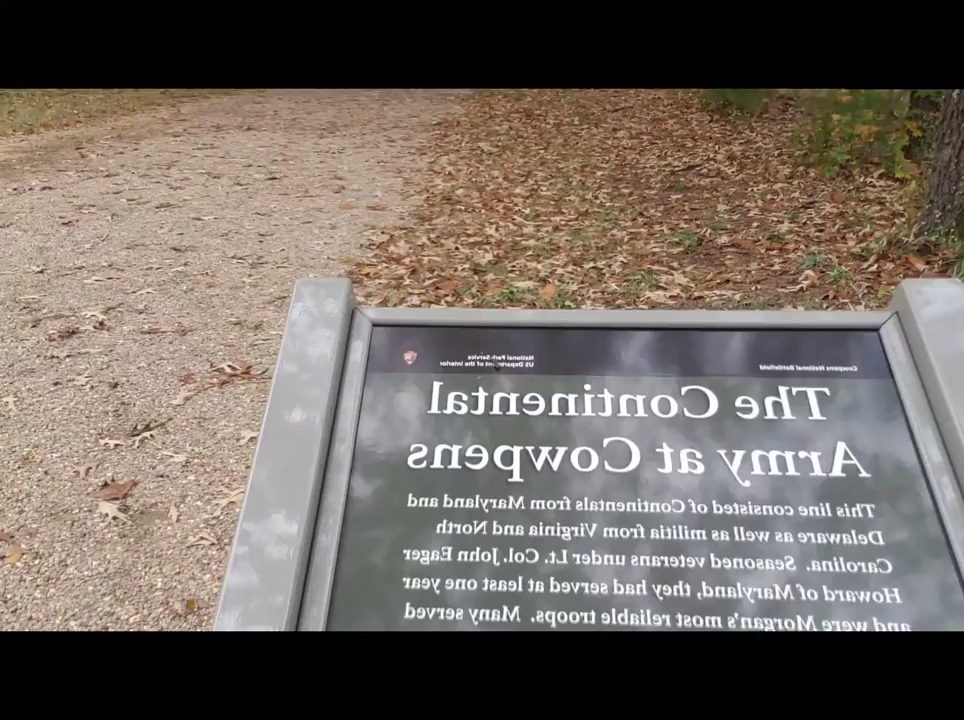 Cowpens National Battlefield
National Park Service
US Department of the Interior
The Continental
Army at Cowpens
This line consisted of Continentals from Maryland and
Delaware as well as militia from Virginia and North
Carolina. Seasoned veterans under Lt. Col. John Eager
Howard of Maryland, they had served at least one year
and were Morgan's most reliable troops. Many served